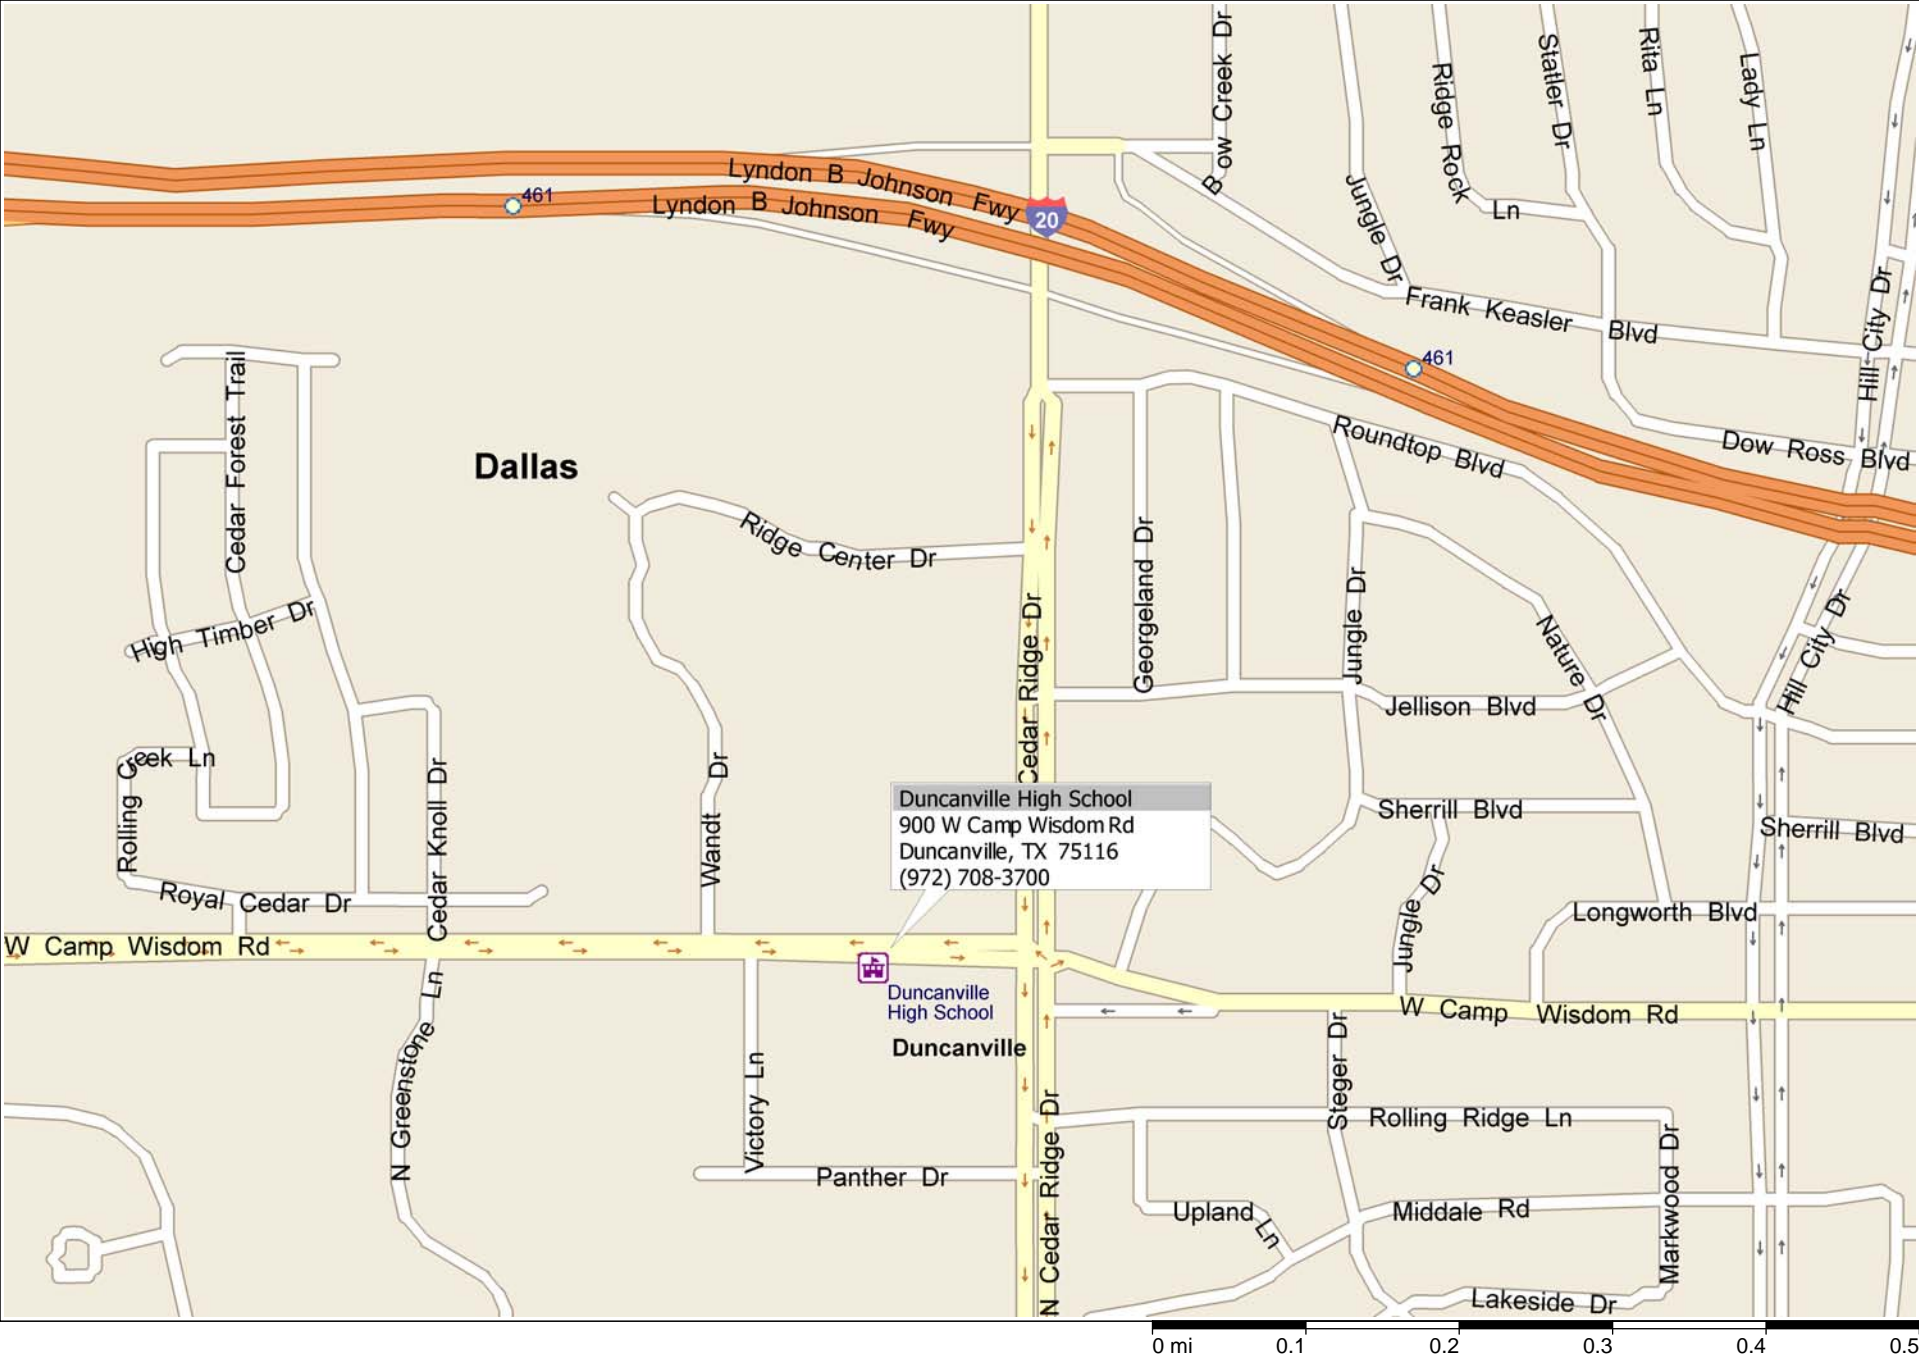 Bow Creek Dr
Ridge Rock Ln
Statler Dr
Rita Ln
Lady Ln
Jungle Dr
Lyndon B Johnson Fwy
Lyndon B Johnson Fwy
461
20
Frank Keasler Blvd
Hill City Dr
461
Cedar Forest Trail
Dallas
Roundtop Blvd
Dow Ross Blvd
Ridge Center Dr
Georgeland Dr
Jungle Dr
High Timber Dr
Cedar Ridge Dr
Nature Dr
Hill City Dr
Jellison Blvd
Rolling Creek Ln
Cedar Knoll Dr
Wandt Dr
Duncanville High School
900 W Camp Wisdom Rd
Duncanville, TX 75116
(972) 708-3700
Sherrill Blvd
Sherrill Blvd
Royal Cedar Dr
Jungle Dr
Longworth Blvd
W Camp Wisdom Rd
Duncanville
High School
W Camp Wisdom Rd
N Greenstone Ln
Duncanville
Victory Ln
Steger Dr
Rolling Ridge Ln
Panther Dr
N Cedar Ridge Dr
Upland Ln
Middale Rd
Markwood Dr
Lakeside Dr
0 mi 0.1 0.2 0.3 0.4 0.5